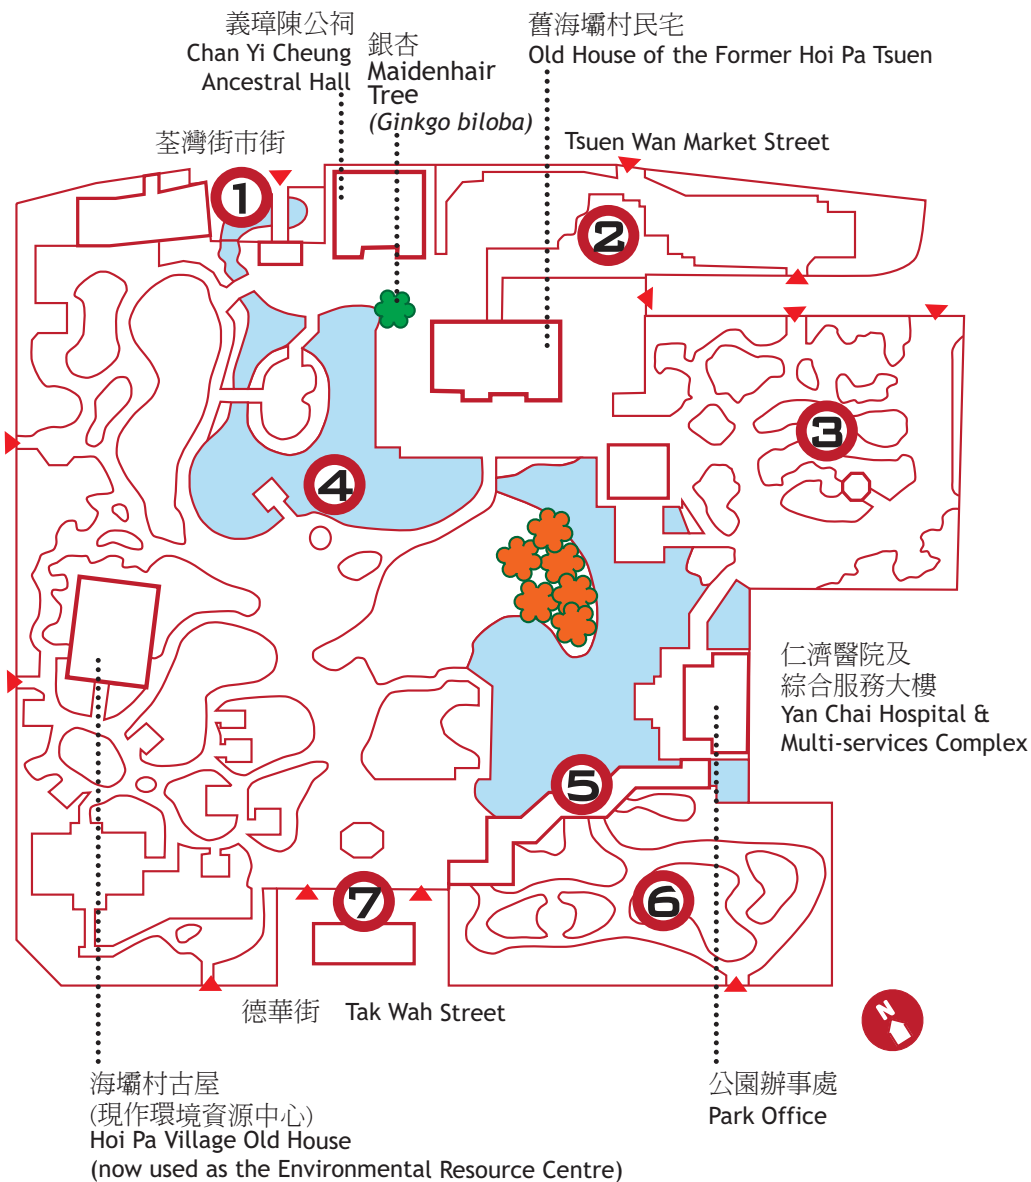 義璋陳公祠
Chan Yi Cheung
Ancestral Hall
銀杏
Maidenhair
Tree
(Ginkgo biloba)
舊海壩村民宅
Old House of the Former Hoi Pa Tsuen
荃灣街市街
Tsuen Wan Market Street
1
2
3
4
仁濟醫院及
綜合服務大樓
Yan Chai Hospital &
Multi-services Complex
5
6
7
德華街 Tak Wah Street
N
海壩村古屋
(現作環境資源中心)
Hoi Pa Village Old House
(now used as the Environmental Resource Centre)
公園辦事處
Park Office